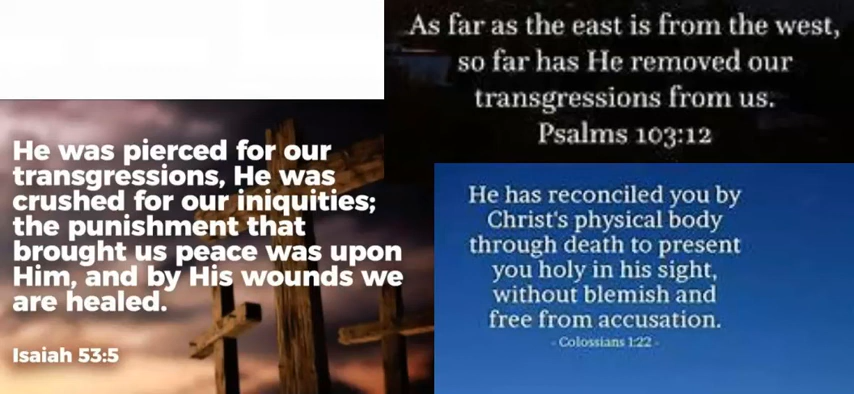 As far as the east is from the west,
so far has He removed our
transgressions from us.
Psalms 103:12
He was pierced for our
transgressions, He was
crushed for our iniquities;
the punishment that
brought us peace was upon
Him, and by His wounds we
are healed.
Isaiah 53:5
He has reconciled you by
Christ's physical body
through death to present
you holy in his sight,
without blemish and
free from accusation.
- Colossians 1:22 -